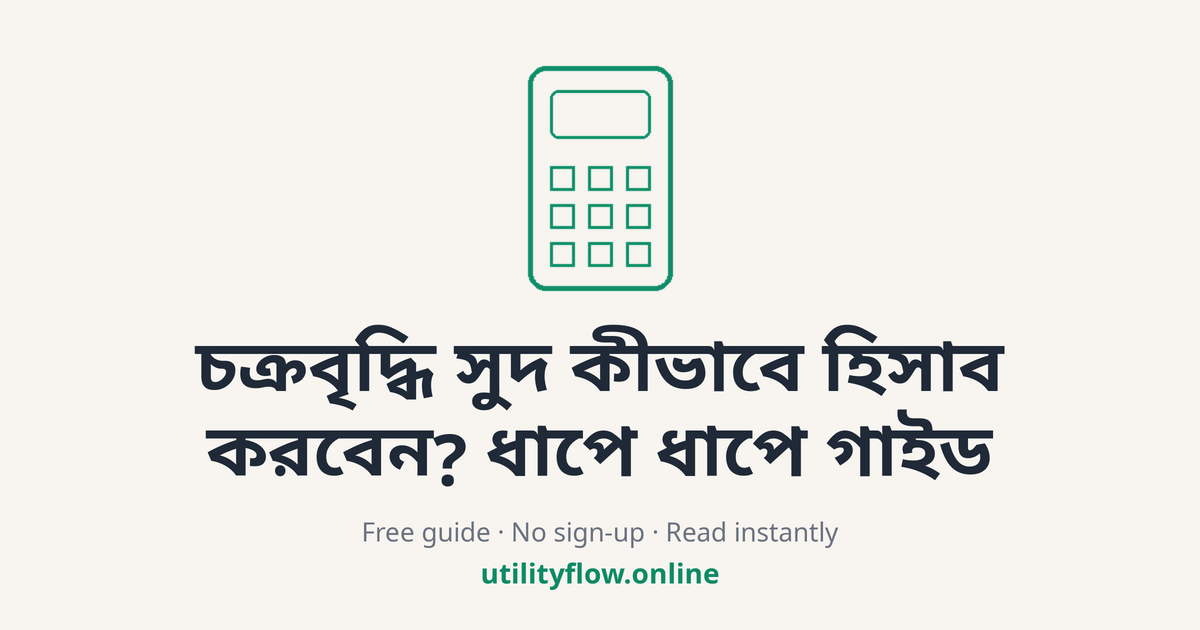 চক্রবৃদ্ধি সুদ কীভাবে হিসাব
করবেন? ধাপে ধাপে গাইড
Free guide · No sign-up · Read instantly
utilityflow.online